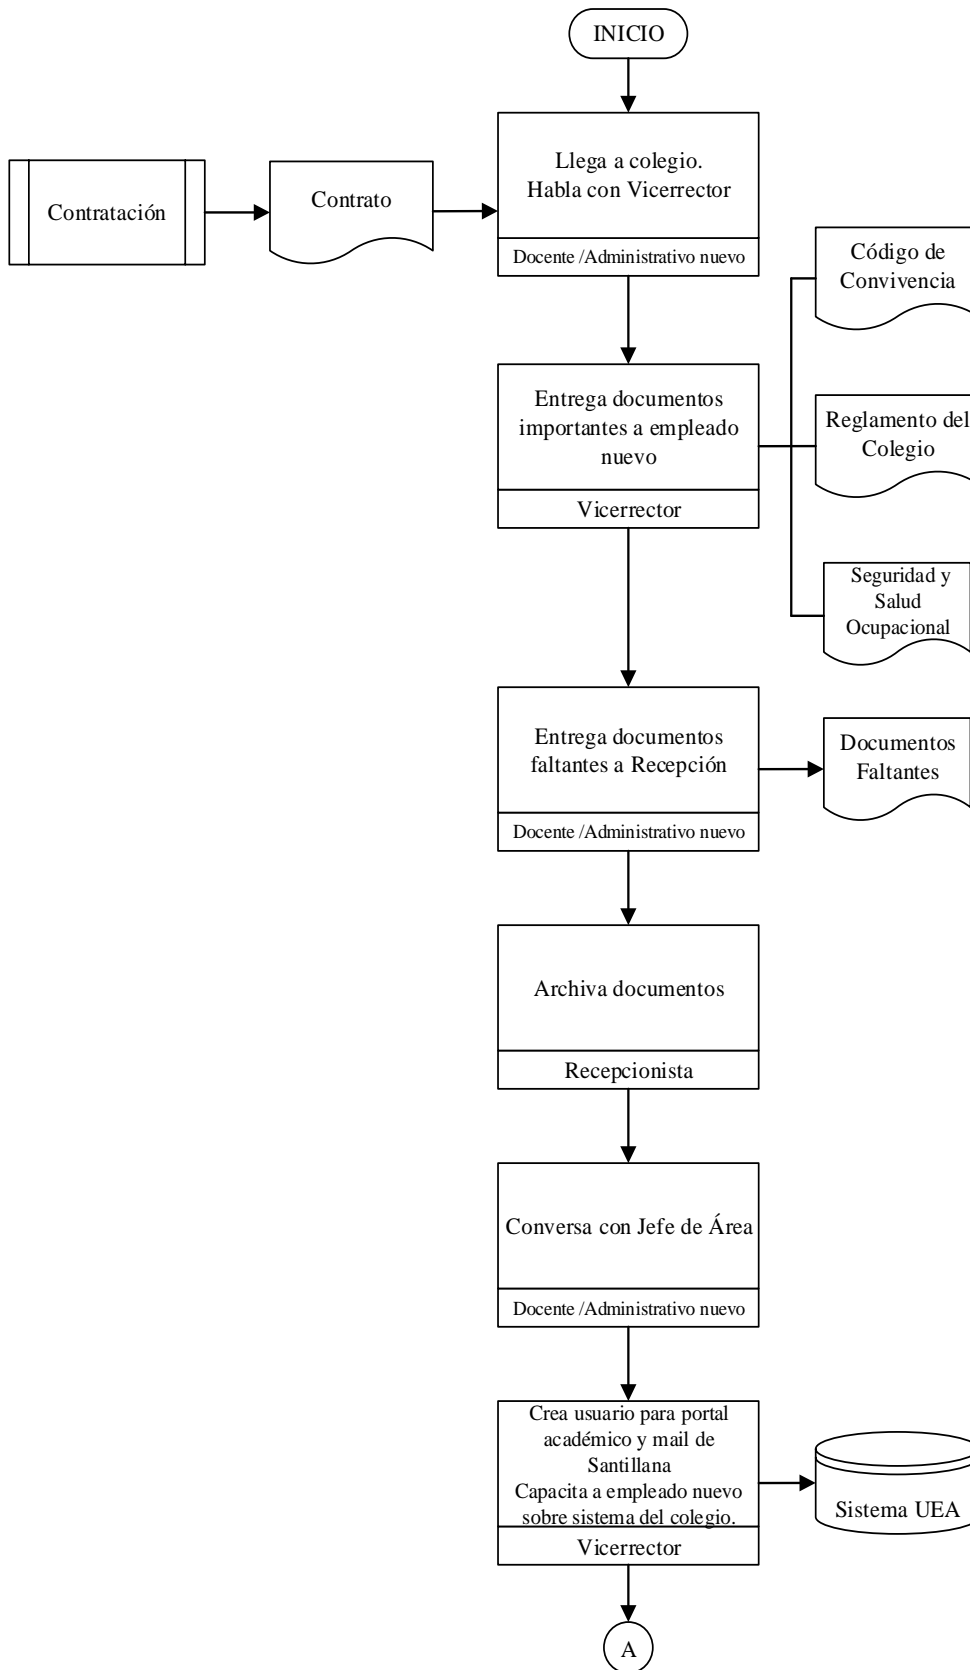 INICIO
Llega a colegio.
Habla con Vicerrector
Docente /Administrativo nuevo
Contratación
Contrato
Código de
Convivencia
Entrega documentos
importantes a empleado
nuevo
Vicerrector
Reglamento del
Colegio
Seguridad y
Salud
Ocupacional
Entrega documentos
faltantes a Recepción
Docente /Administrativo nuevo
Documentos
Faltantes
Archiva documentos
Recepcionista
Conversa con Jefe de Área
Docente /Administrativo nuevo
Crea usuario para portal
académico y mail de
Santillana
Capacita a empleado nuevo
sobre sistema del colegio.
Vicerrector
Sistema UEA
A